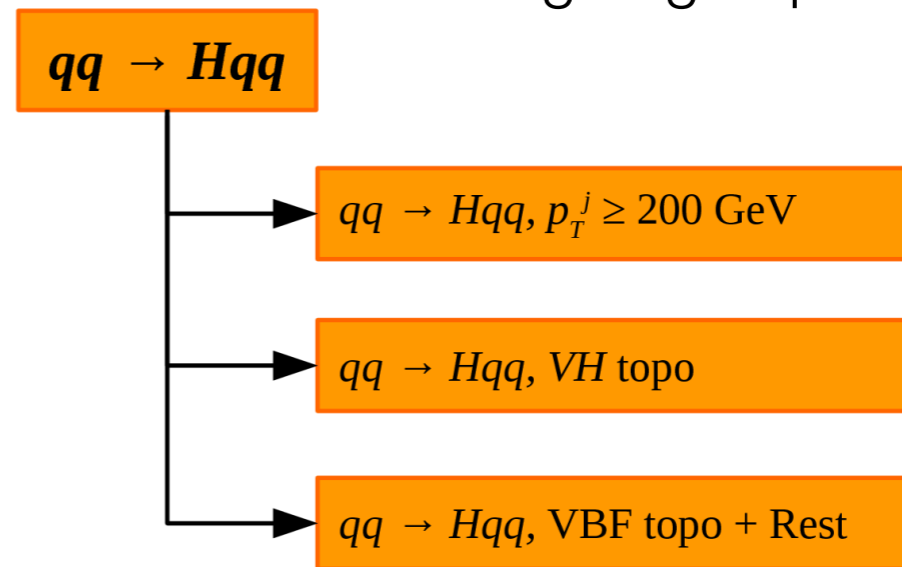 qq → Hqq
qq → Hqq, p_T^j ≥ 200 GeV
qq → Hqq, VH topo
qq → Hqq, VBF topo + Rest